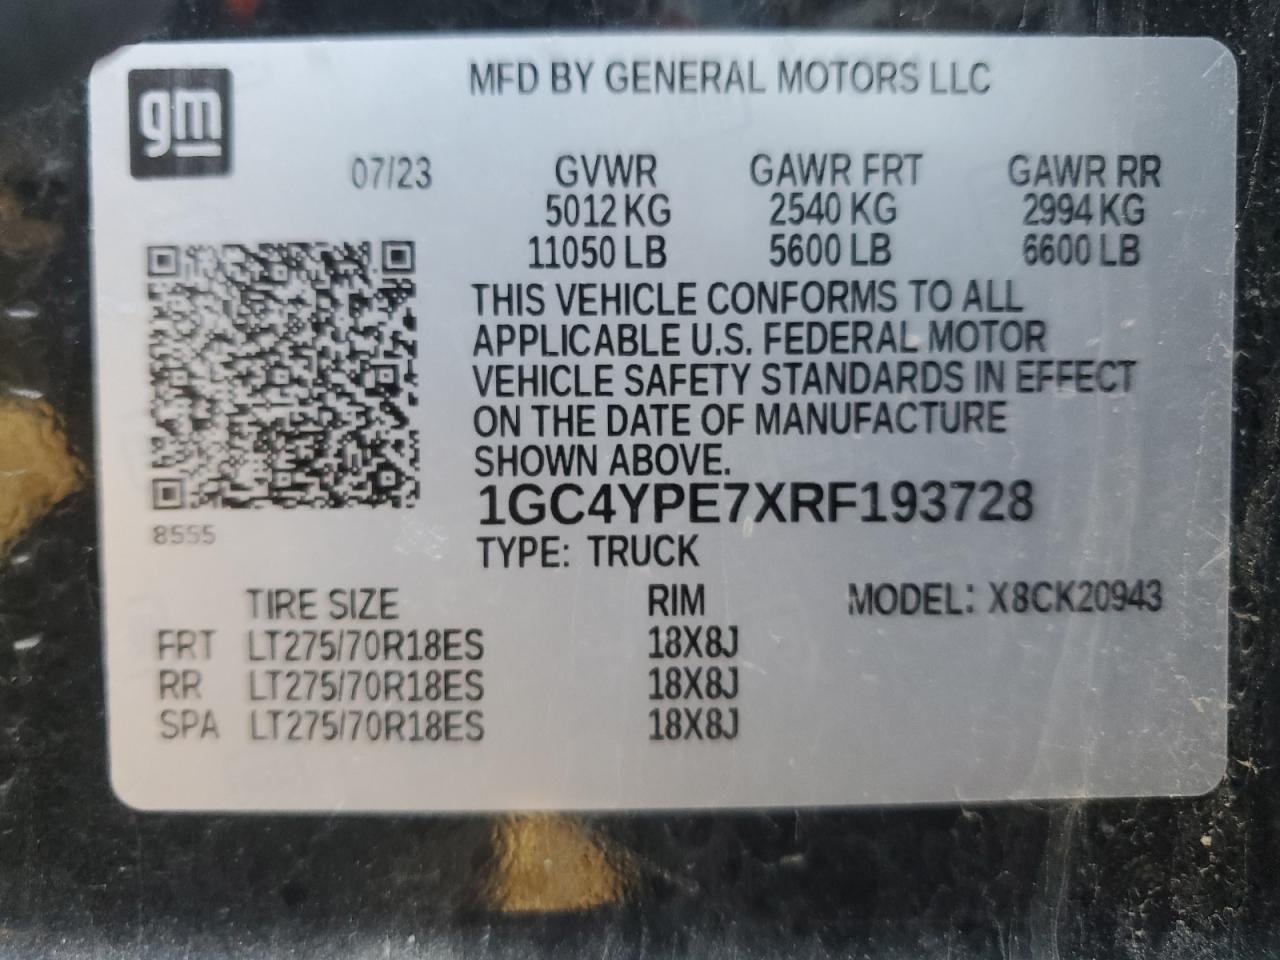 gm
MFD BY GENERAL MOTORS LLC
07/23 GVWR GAWR FRT GAWR RR
5012 KG 2540 KG 2994 KG
11050 LB 5600 LB 6600 LB
THIS VEHICLE CONFORMS TO ALL
APPLICABLE U.S. FEDERAL MOTOR
VEHICLE SAFETY STANDARDS IN EFFECT
ON THE DATE OF MANUFACTURE
SHOWN ABOVE.
1GC4YPE7XRF193728
8555
TYPE: TRUCK
TIRE SIZE RIM MODEL: X8CK20943
FRT LT275/70R18ES 18X8J
RR LT275/70R18ES 18X8J
SPA LT275/70R18ES 18X8J